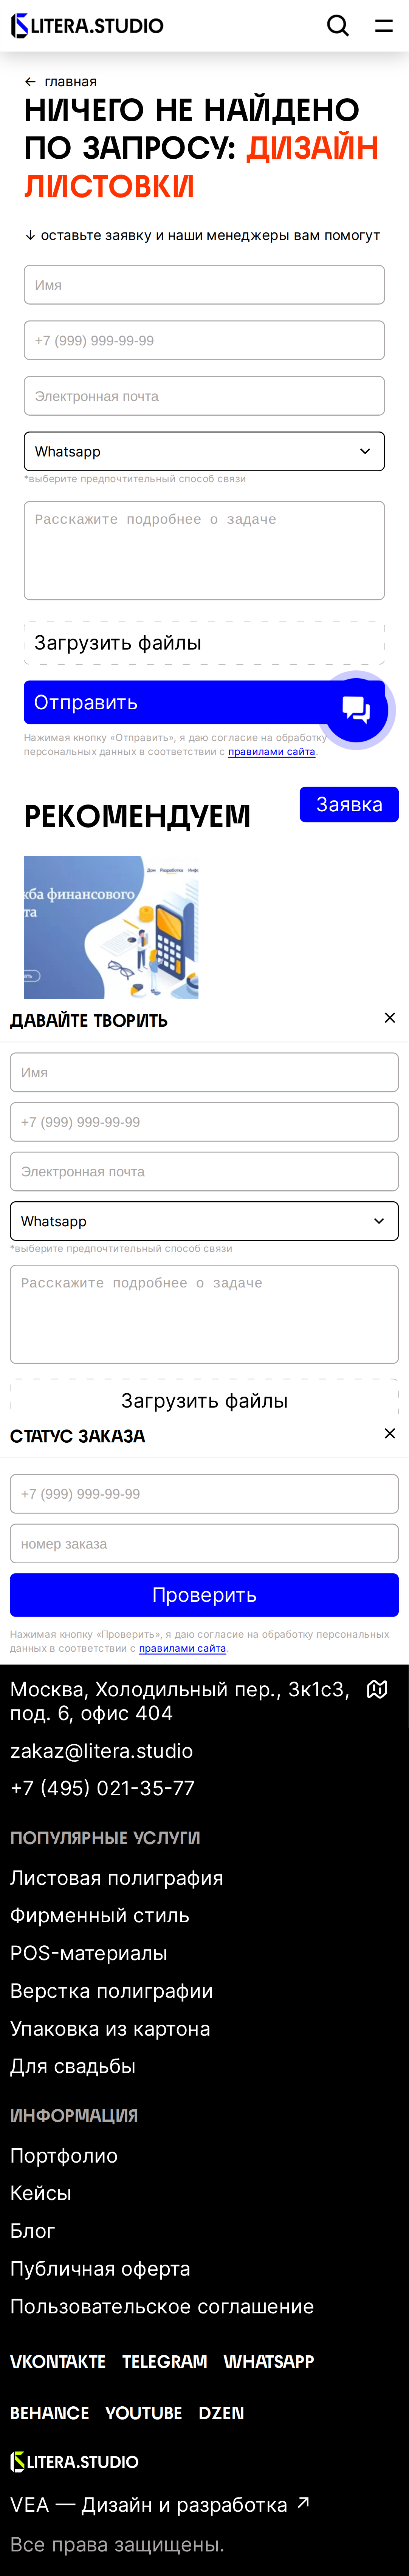 LITERA.STUDIO
← главная
НИЧЕГО НЕ НАЙДЕНО
ПО ЗАПРОСУ: ДИЗАЙН
ЛИСТОВКИ
↓ оставьте заявку и наши менеджеры вам помогут
Имя
+7 (999) 999-99-99
Электронная почта
Whatsapp
*выберите предпочтительный способ связи
Расскажите подробнее о задаче
Загрузить файлы
Отправить
Нажимая кнопку «Отправить», я даю согласие на обработку
персональных данных в соответствии с правилами сайта.
Заявка
РЕКОМЕНДУЕМ
жба финансового
та
ДАВАЙТЕ ТВОРИТЬ
Имя
+7 (999) 999-99-99
Электронная почта
Whatsapp
*выберите предпочтительный способ связи
Расскажите подробнее о задаче
Загрузить файлы
СТАТУС ЗАКАЗА
+7 (999) 999-99-99
номер заказа
Проверить
Нажимая кнопку «Проверить», я даю согласие на обработку персональных
данных в соответствии с правилами сайта.
Москва, Холодильный пер., 3к1с3,
под. 6, офис 404
zakaz@litera.studio
+7 (495) 021-35-77
ПОПУЛЯРНЫЕ УСЛУГИ
Листовая полиграфия
Фирменный стиль
POS-материалы
Верстка полиграфии
Упаковка из картона
Для свадьбы
ИНФОРМАЦИЯ
Портфолио
Кейсы
Блог
Публичная оферта
Пользовательское соглашение
VKONTAKTE TELEGRAM WHATSAPP
BEHANCE YOUTUBE DZEN
LITERA.STUDIO
VEA — Дизайн и разработка ↗
Все права защищены.